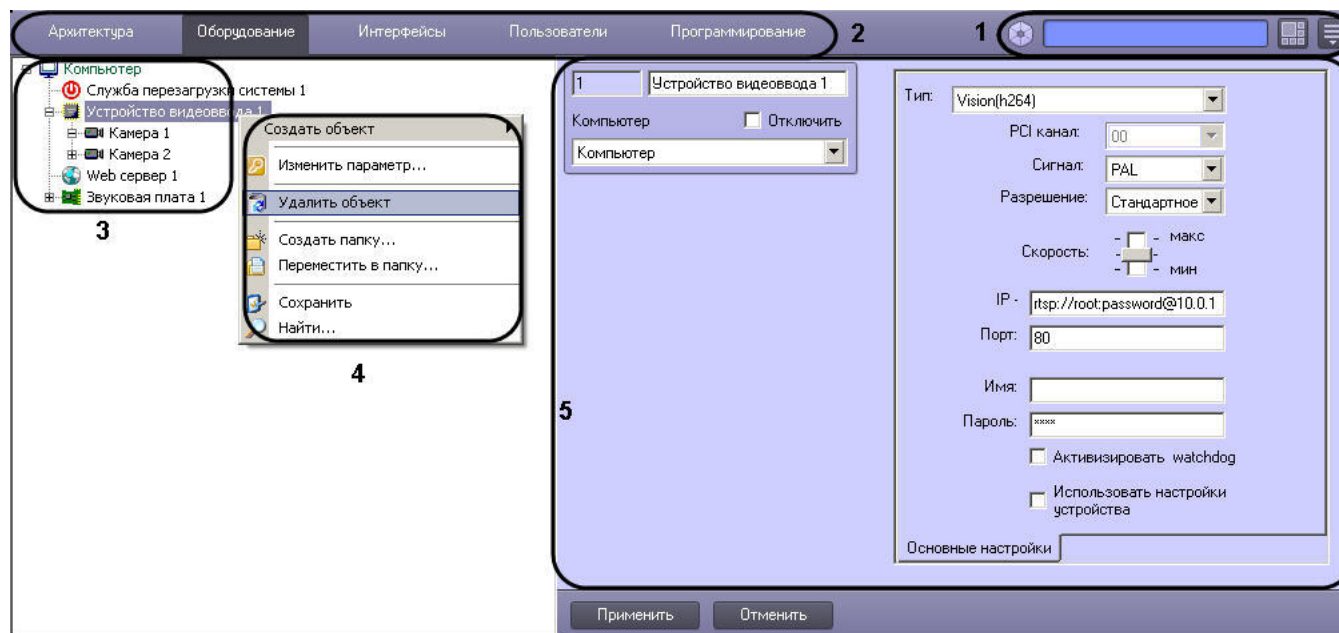 Архитектура Оборудование Интерфейсы Пользователи Программирование 2 1
Компьютер
Служба перезагрузки системы 1
Устройство видеоввода 1
Камера 1
Камера 2
Web сервер 1
Звуковая плата 1
3
Создать объект
Изменить параметр...
Удалить объект
Создать папку...
Переместить в папку...
Сохранить
Найти...
4
5
1 Устройство видеоввода 1
Компьютер Отключить
Компьютер
Тип: Vision(h264)
PCI канал: 00
Сигнал: PAL
Разрешение: Стандартное
Скорость: - - макс
- -
- - мин
IP - rtsp://root:password@10.0.1
Порт: 80
Имя:
Пароль: ****
Активизировать watchdog
Использовать настройки
устройства
Основные настройки
Применить Отменить